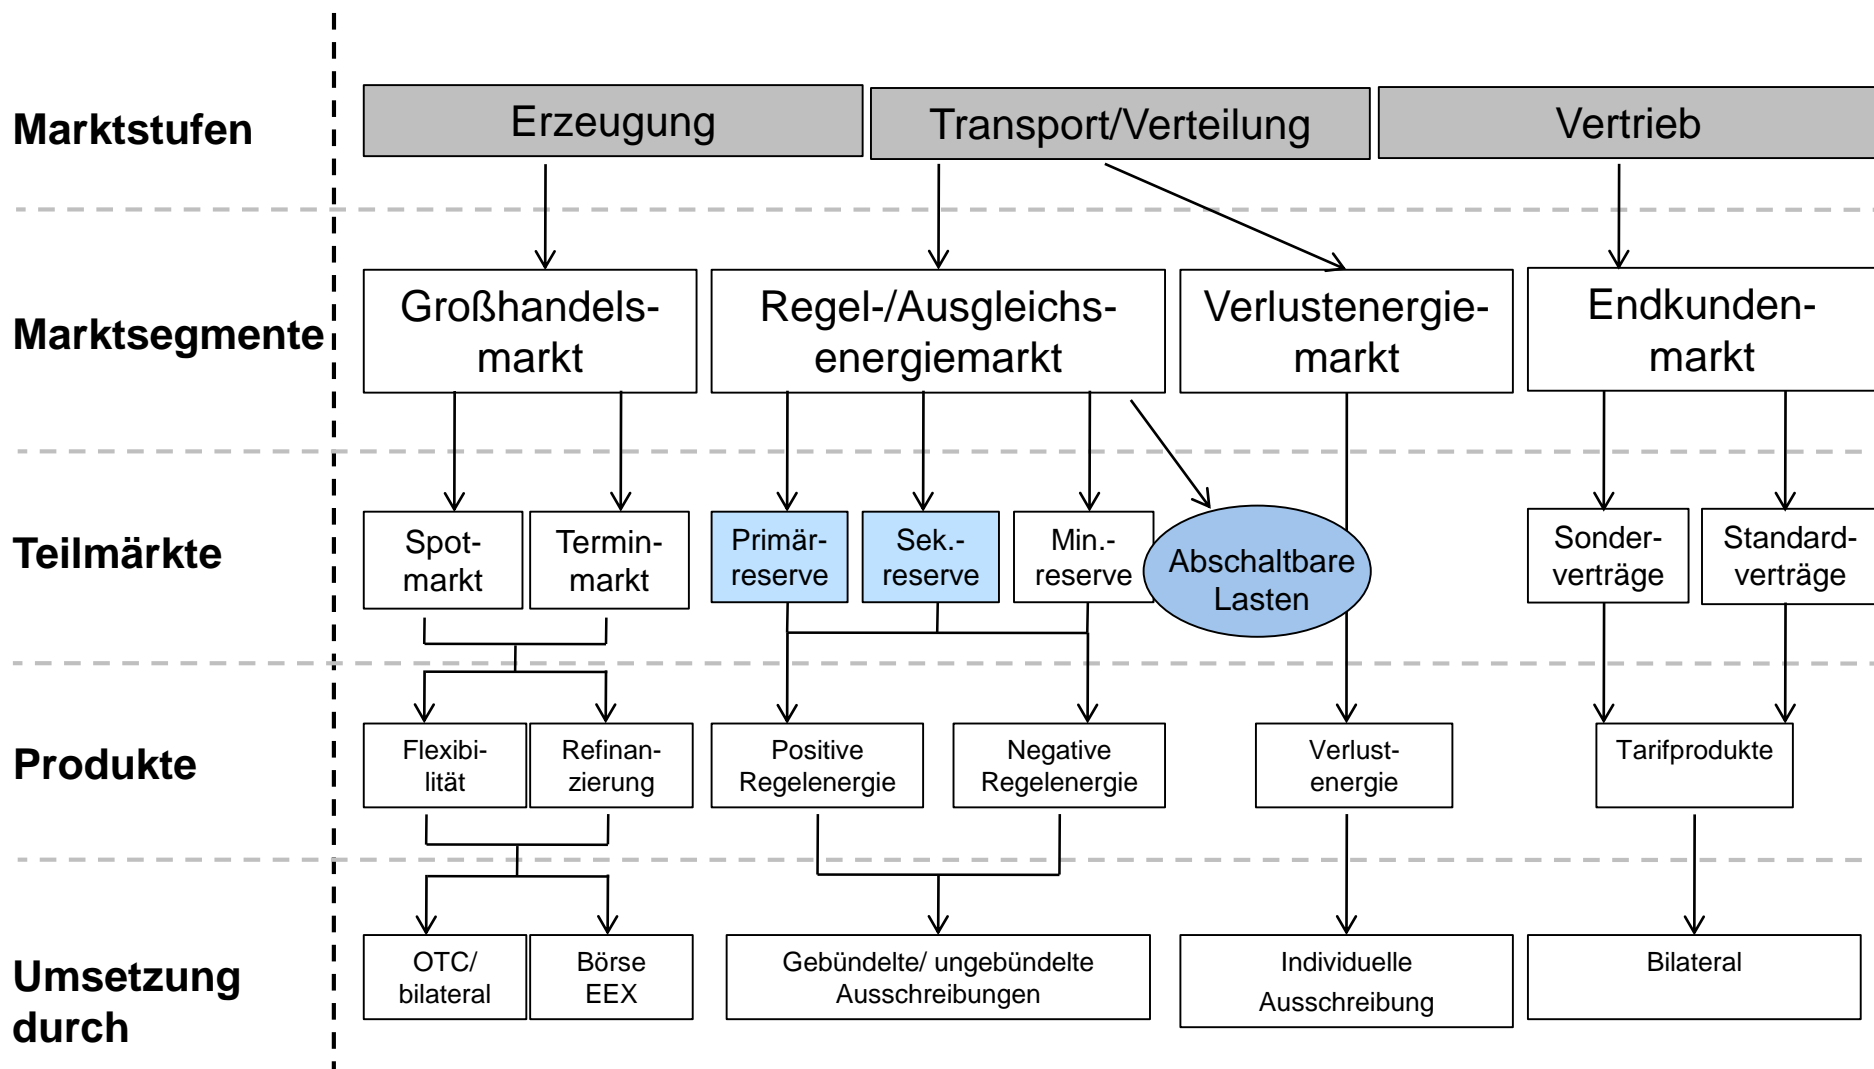 Marktstufen
Erzeugung
Transport/Verteilung
Vertrieb
Marktsegmente
Großhandels-
markt
Regel-/Ausgleichs-
energiemarkt
Verlustenergie-
markt
Endkunden-
markt
Teilmärkte
Spot-
markt
Termin-
markt
Primär-
reserve
Sek.-
reserve
Min.-
reserve
Abschaltbare
Lasten
Sonder-
verträge
Standard-
verträge
Produkte
Flexibi-
lität
Refinan-
zierung
Positive
Regelenergie
Negative
Regelenergie
Verlust-
energie
Tarifprodukte
Umsetzung
durch
OTC/
bilateral
Börse
EEX
Gebündelte/ ungebündelte
Ausschreibungen
Individuelle
Ausschreibung
Bilateral